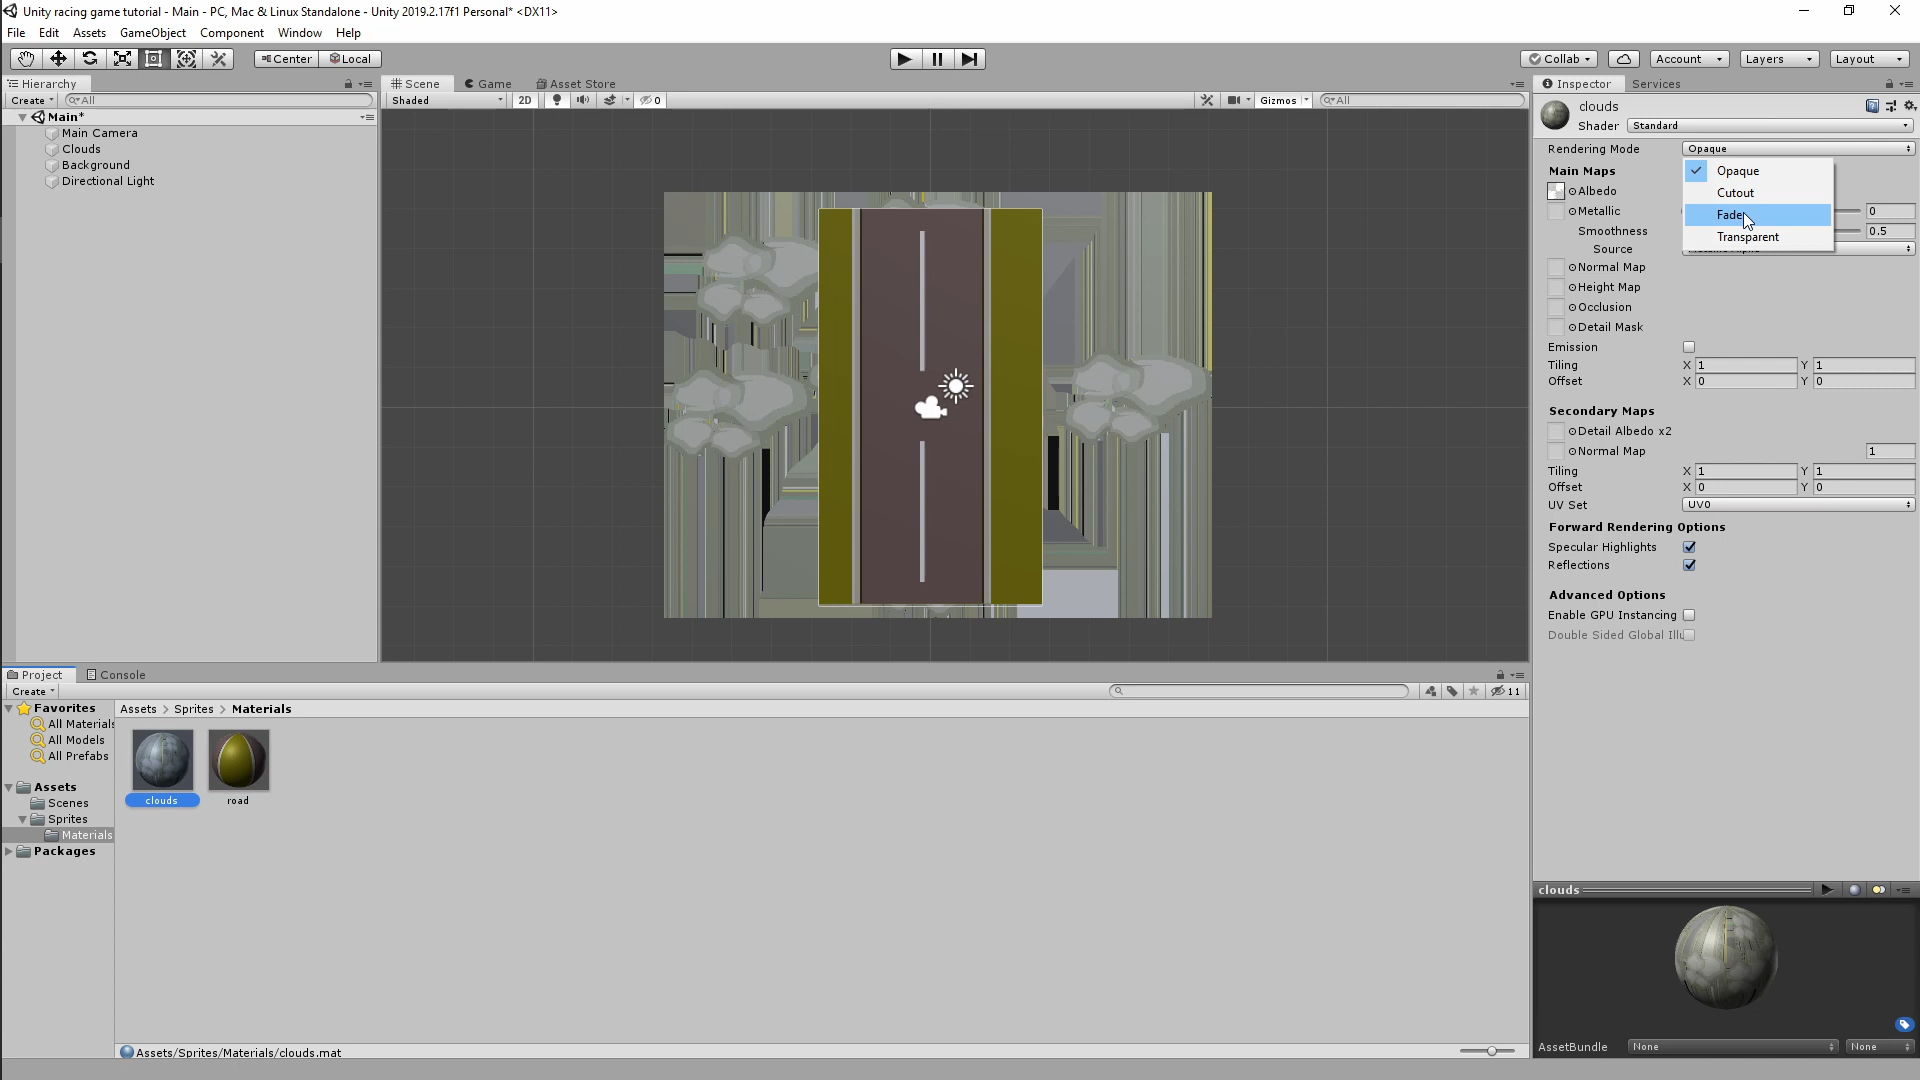 Unity racing game tutorial - Main - PC, Mac & Linux Standalone - Unity 2019.2.17f1 Personal* <DX11>
File Edit Assets GameObject Component Window Help
Center Local Collab Account Layers Layout
Hierarchy
Create All
Main*
Main Camera
Clouds
Background
Directional Light
Scene Game Asset Store
Shaded 2D 0 Gizmos All
Inspector Services
clouds
Shader Standard
Rendering Mode Opaque
Opaque
Cutout
Fade
Transparent
Main Maps
Albedo
Metallic 0
Smoothness 0.5
Source
Normal Map
Height Map
Occlusion
Detail Mask
Emission
Tiling X 1 Y 1
Offset X 0 Y 0
Secondary Maps
Detail Albedo x2
Normal Map 1
Tiling X 1 Y 1
Offset X 0 Y 0
UV Set UV0
Forward Rendering Options
Specular Highlights
Reflections
Advanced Options
Enable GPU Instancing
Double Sided Global Illu
Project Console
Create 11
Favorites
All Materials
All Models
All Prefabs
Assets
Scenes
Sprites
Materials
Packages
Assets > Sprites > Materials
clouds road
Assets/Sprites/Materials/clouds.mat
clouds
AssetBundle None None